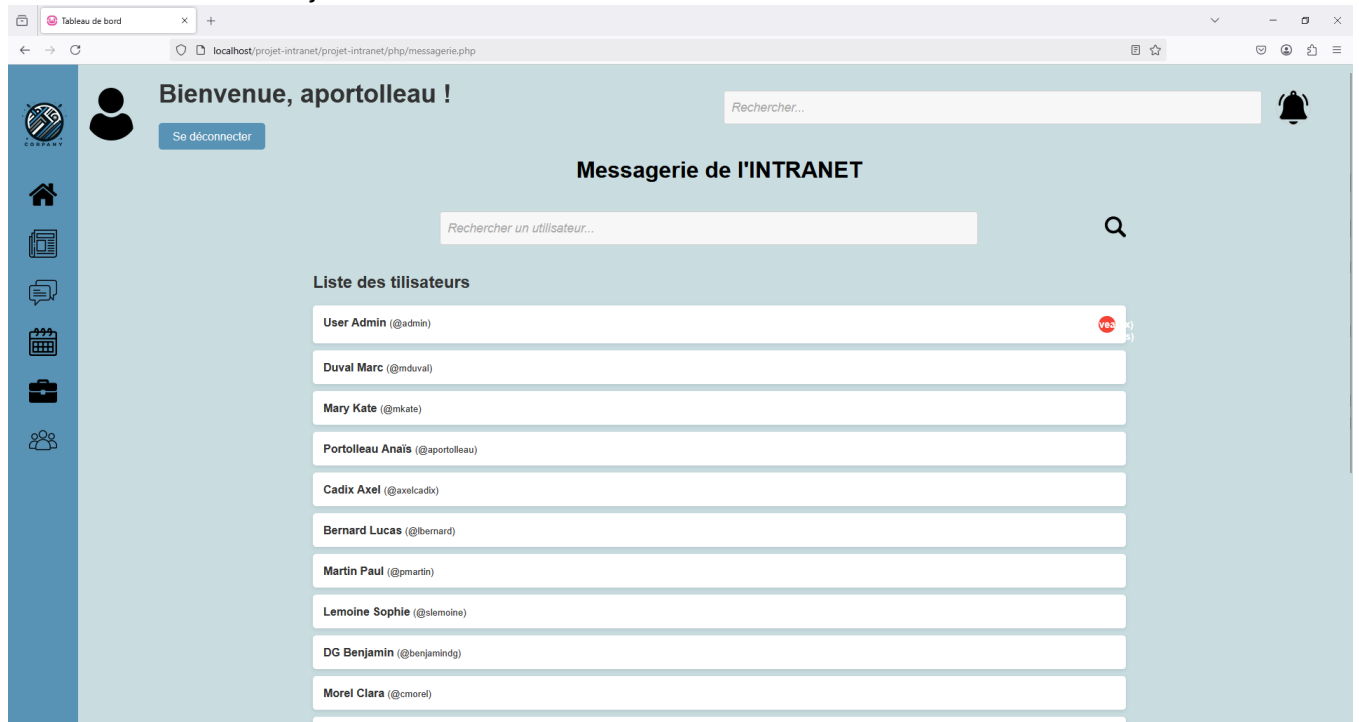 Tableau de bord
localhost/projet-intranet/projet-intranet/php/messagerie.php
Bienvenue, aportolleau !
Rechercher...
Se déconnecter
COMPANY
Messagerie de l'INTRANET
Rechercher un utilisateur...
Liste des tilisateurs
User Admin (@admin)
Duval Marc (@mduval)
Mary Kate (@mkate)
Portolleau Anaïs (@aportolleau)
Cadix Axel (@axelcadix)
Bernard Lucas (@lbernard)
Martin Paul (@pmartin)
Lemoine Sophie (@slemoine)
DG Benjamin (@benjamindg)
Morel Clara (@cmorel)